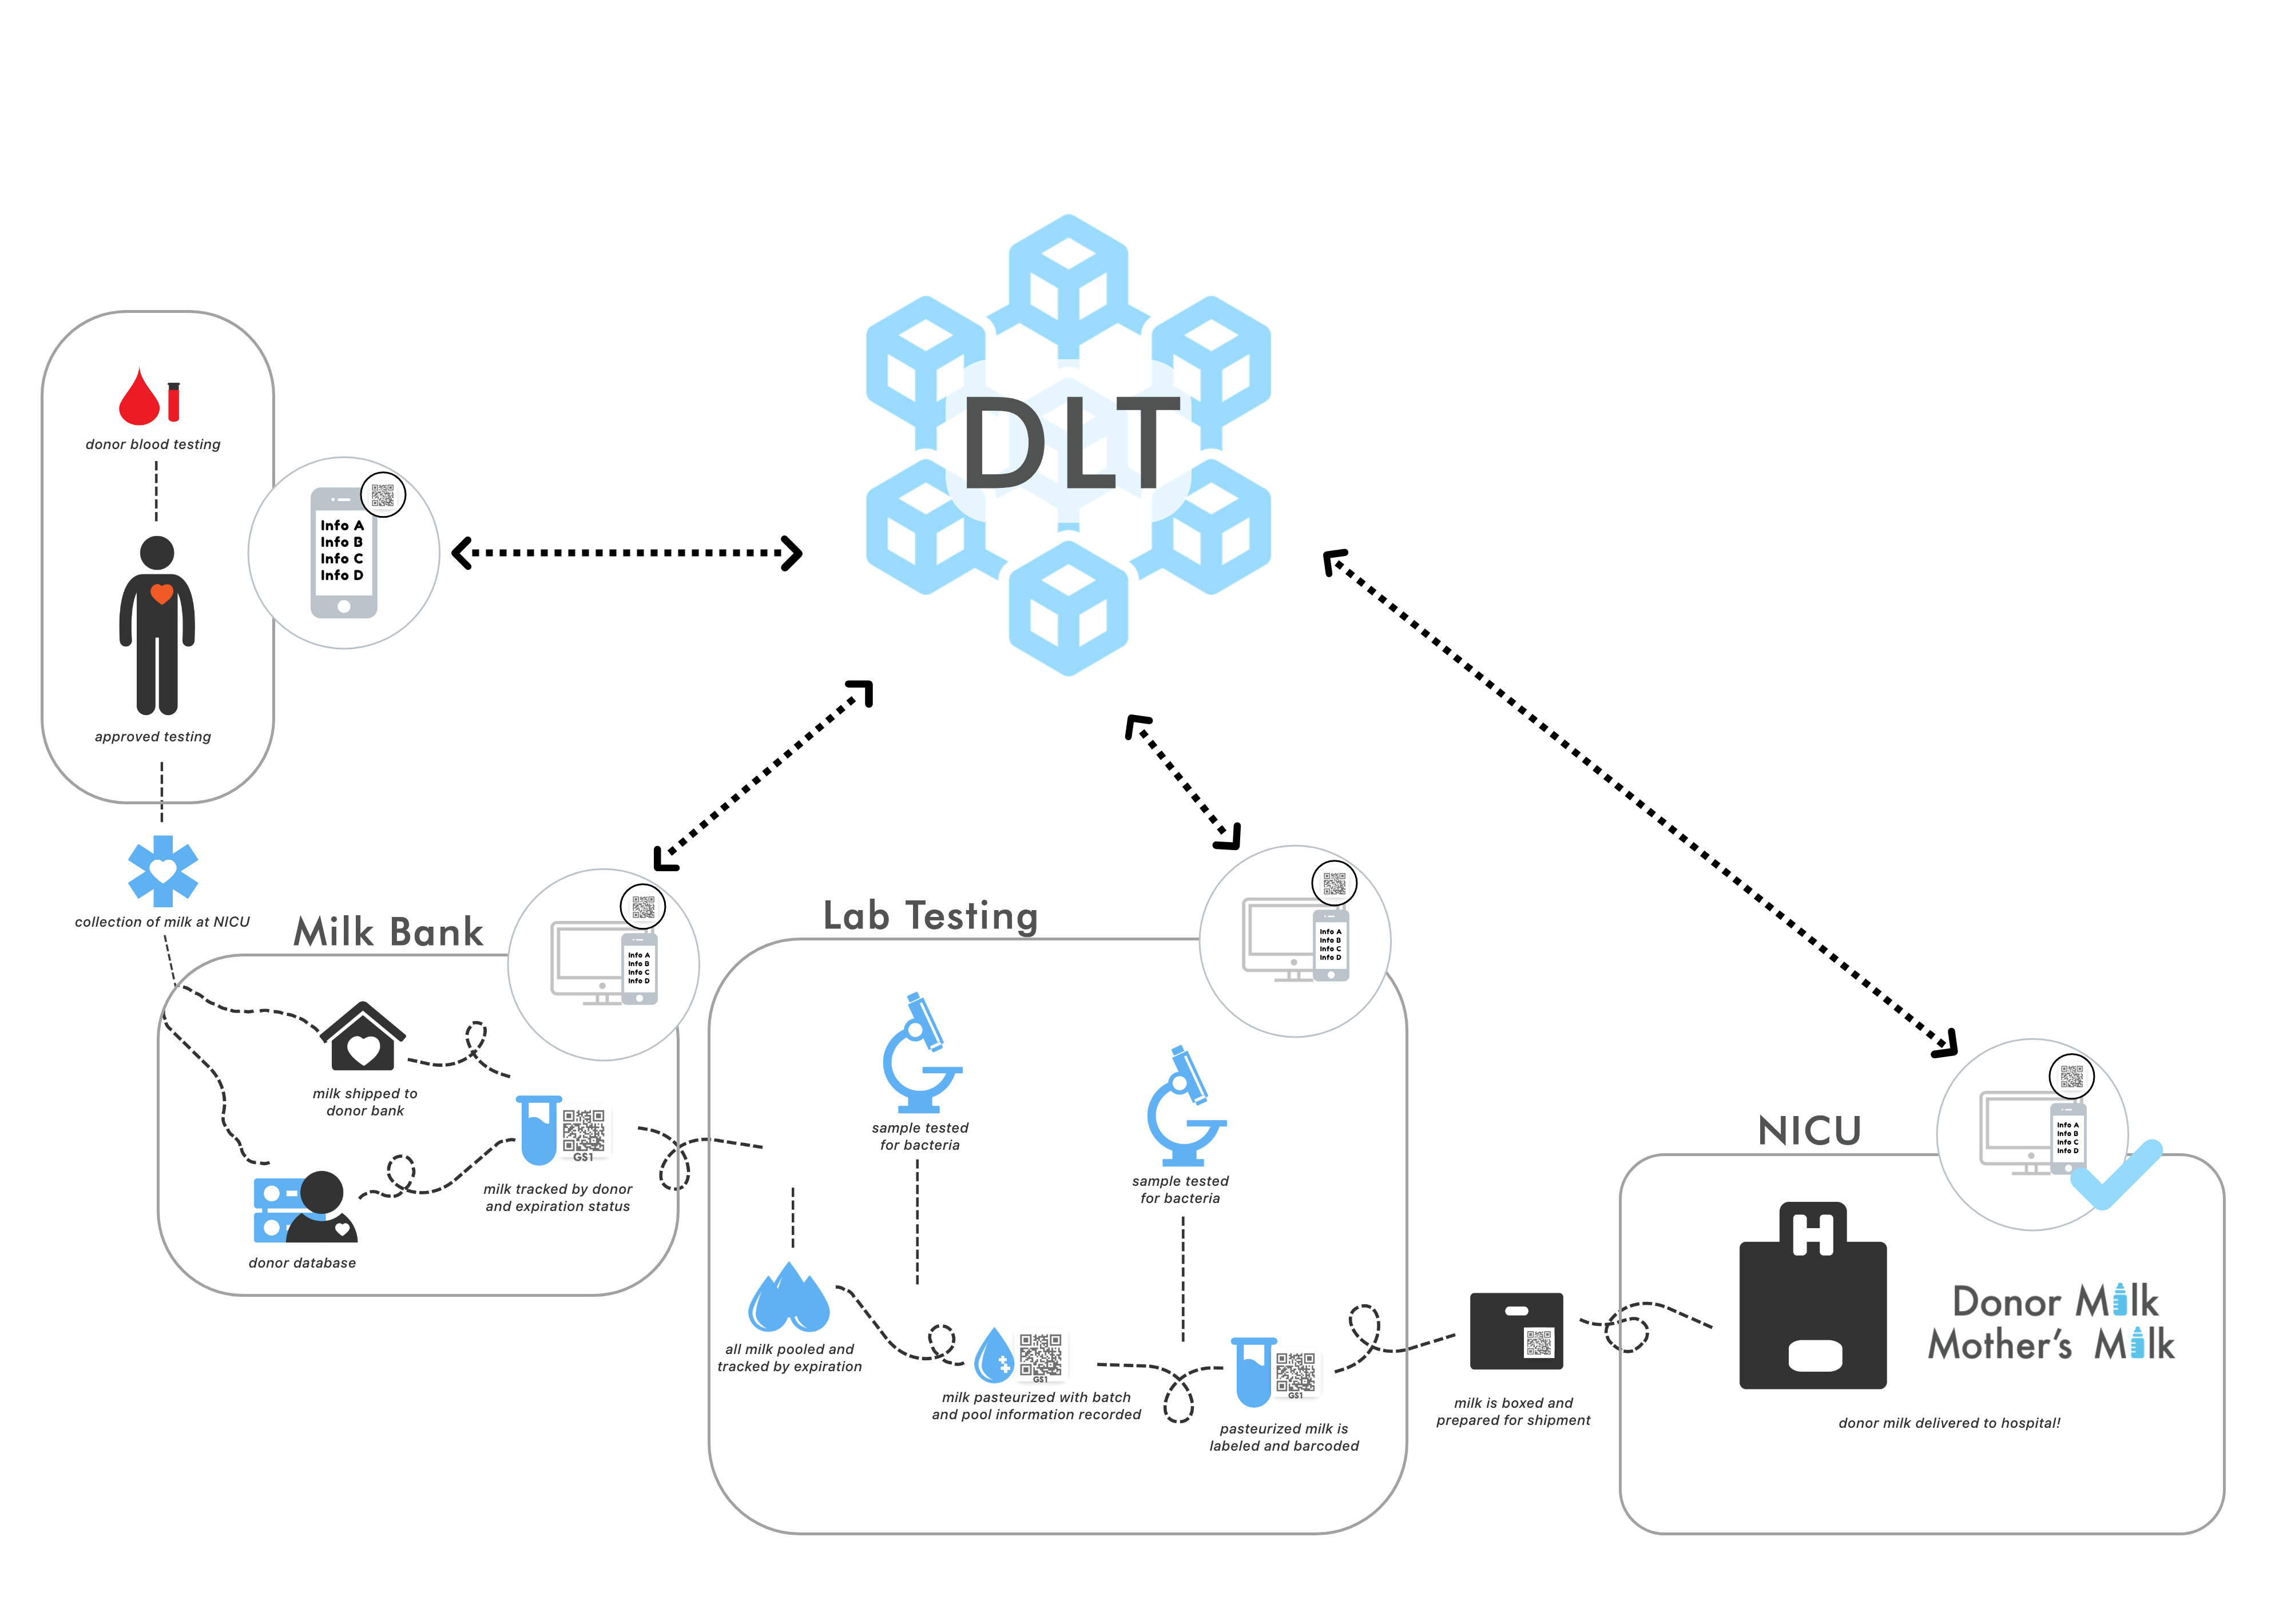 DLT
donor blood testing
Info A
Info B
Info C
Info D
approved testing
collection of milk at NICU
Milk Bank
Info A
Info B
Info C
Info D
milk shipped to
donor bank
GS1
milk tracked by donor
and expiration status
donor database
Lab Testing
Info A
Info B
Info C
Info D
sample tested
for bacteria
sample tested
for bacteria
all milk pooled and
tracked by expiration
GS1
milk pasteurized with batch
and pool information recorded
GS1
pasteurized milk is
labeled and barcoded
milk is boxed and
prepared for shipment
NICU
Info A
Info B
Info C
Info D
H
Donor Milk
Mother's Milk
donor milk delivered to hospital!